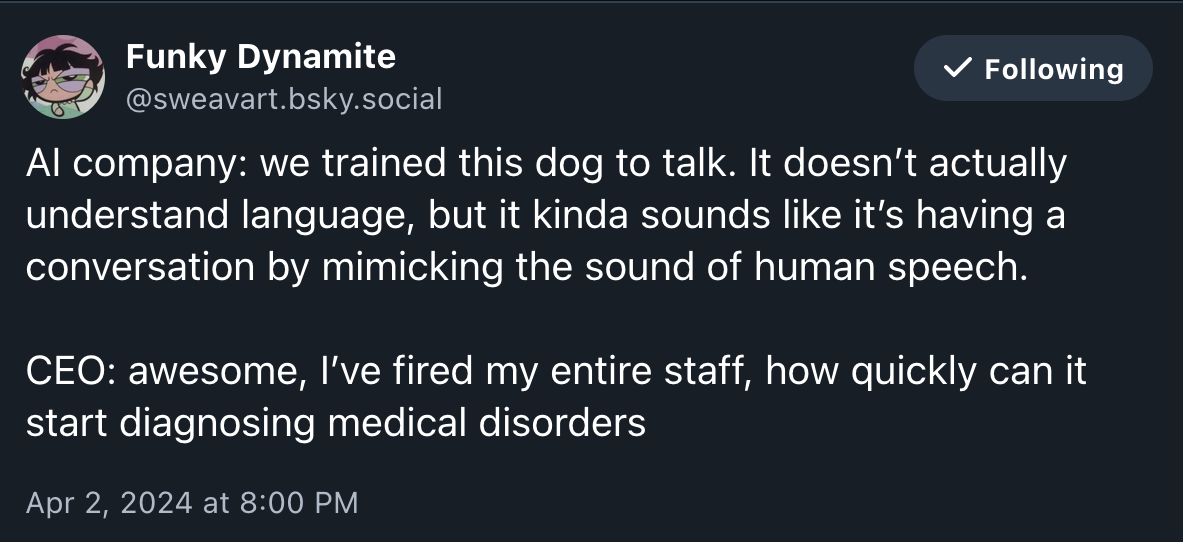 Funky Dynamite
Following
@sweavart.bsky.social
AI company: we trained this dog to talk. It doesn’t actually
understand language, but it kinda sounds like it’s having a
conversation by mimicking the sound of human speech.
CEO: awesome, I’ve fired my entire staff, how quickly can it
start diagnosing medical disorders
Apr 2, 2024 at 8:00 PM